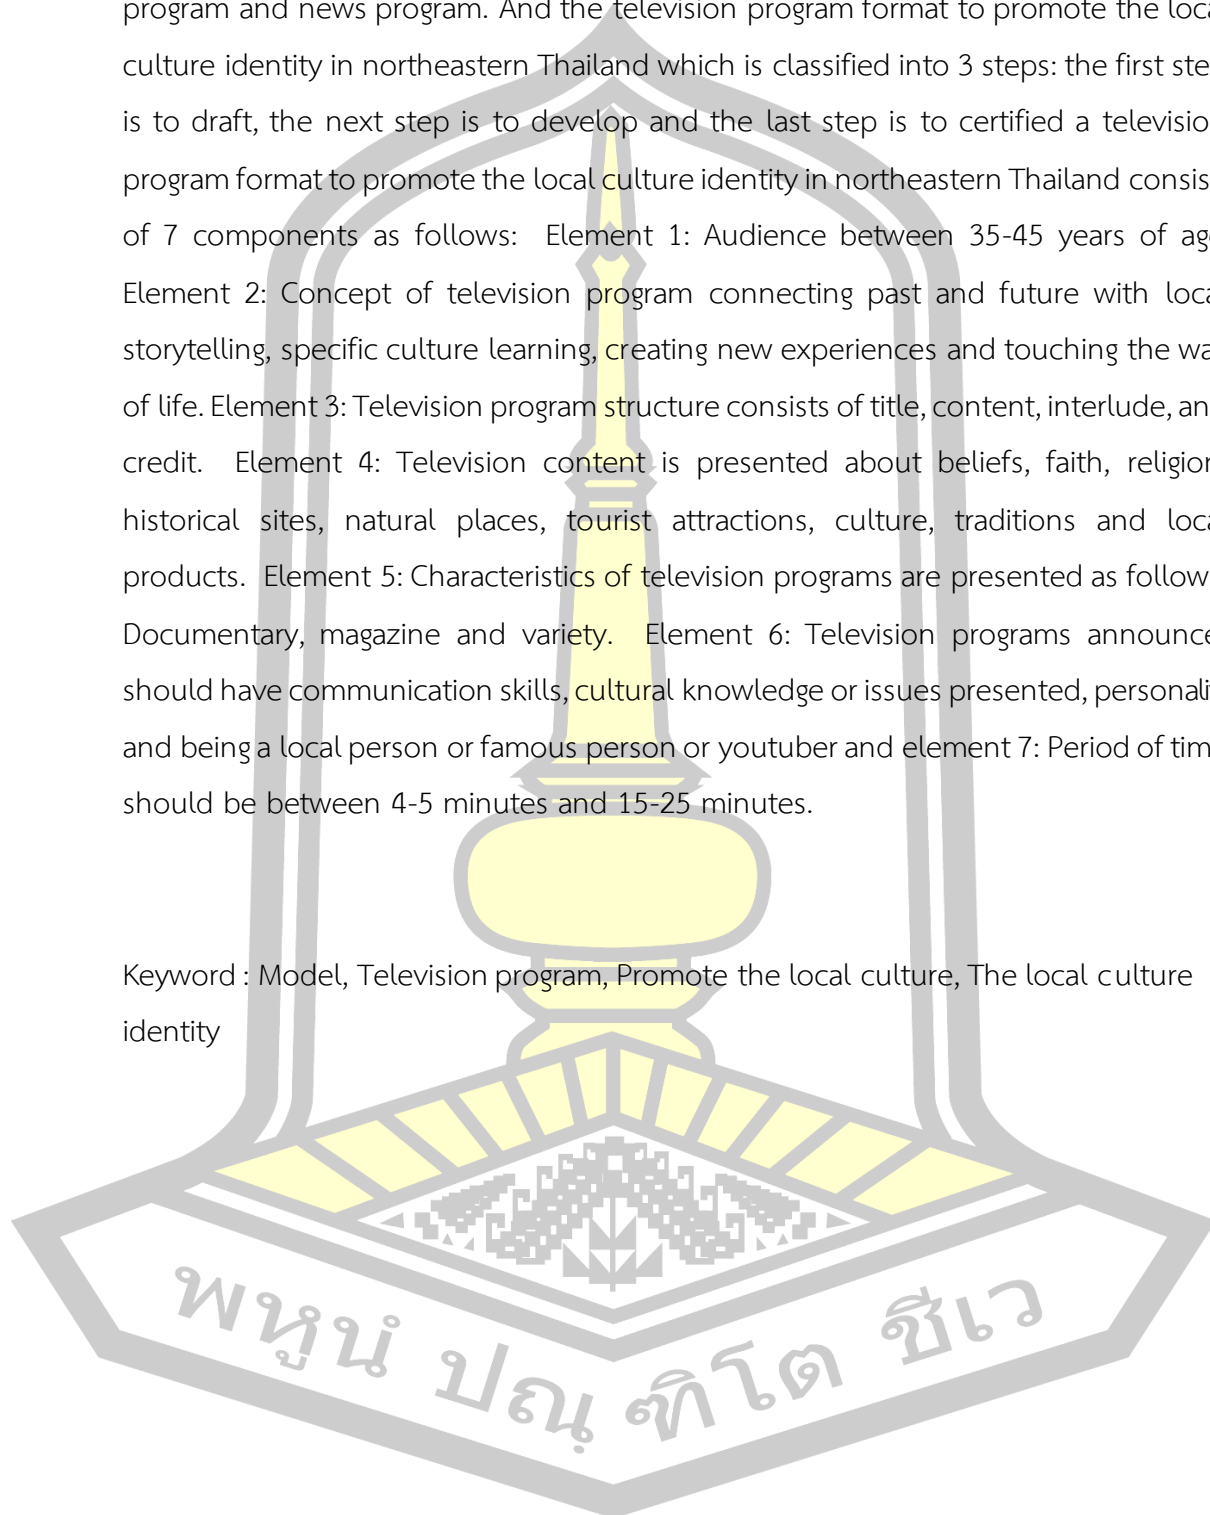 program and news program. And the television program format to promote the loca
culture identity in northeastern Thailand which is classified into 3 steps: the first ste
is to draft, the next step is to develop and the last step is to certified a televisio
program format to promote the local culture identity in northeastern Thailand consis
of 7 components as follows: Element 1: Audience between 35-45 years of ag
Element 2: Concept of television program connecting past and future with loca
storytelling, specific culture learning, creating new experiences and touching the wa
of life. Element 3: Television program structure consists of title, content, interlude, an
credit. Element 4: Television content is presented about beliefs, faith, religion
historical sites, natural places, tourist attractions, culture, traditions and loca
products. Element 5: Characteristics of television programs are presented as follow
Documentary, magazine and variety. Element 6: Television programs announce
should have communication skills, cultural knowledge or issues presented, personalit
and being a local person or famous person or youtuber and element 7: Period of tim
should be between 4-5 minutes and 15-25 minutes.
Keyword : Model, Television program, Promote the local culture, The local culture
identity
พหูนํ ปณฺฑิโต ชีเว